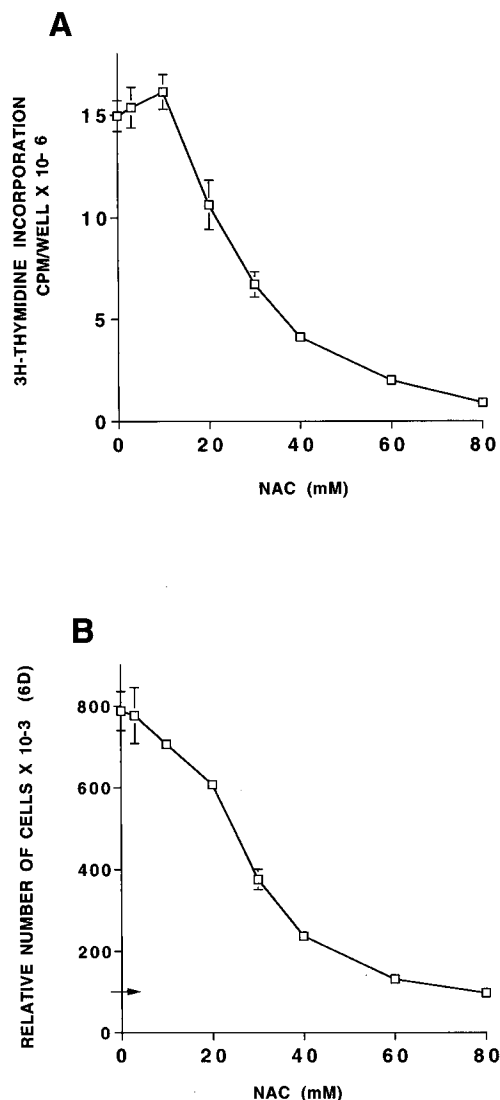 A
3H-THYMIDINE INCORPORATION
CPM/WELL X 10- 6
15
10
5
0
0 20 40 60 80
NAC (mM)
B
RELATIVE NUMBER OF CELLS X 10-3 (6D)
800
600
400
200
0
0 20 40 60 80
NAC (mM)